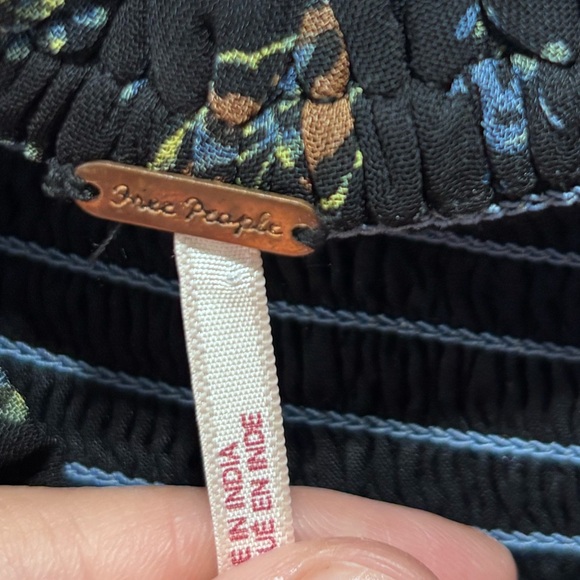 Free People
E IN INDIA
UÉ EN INDE